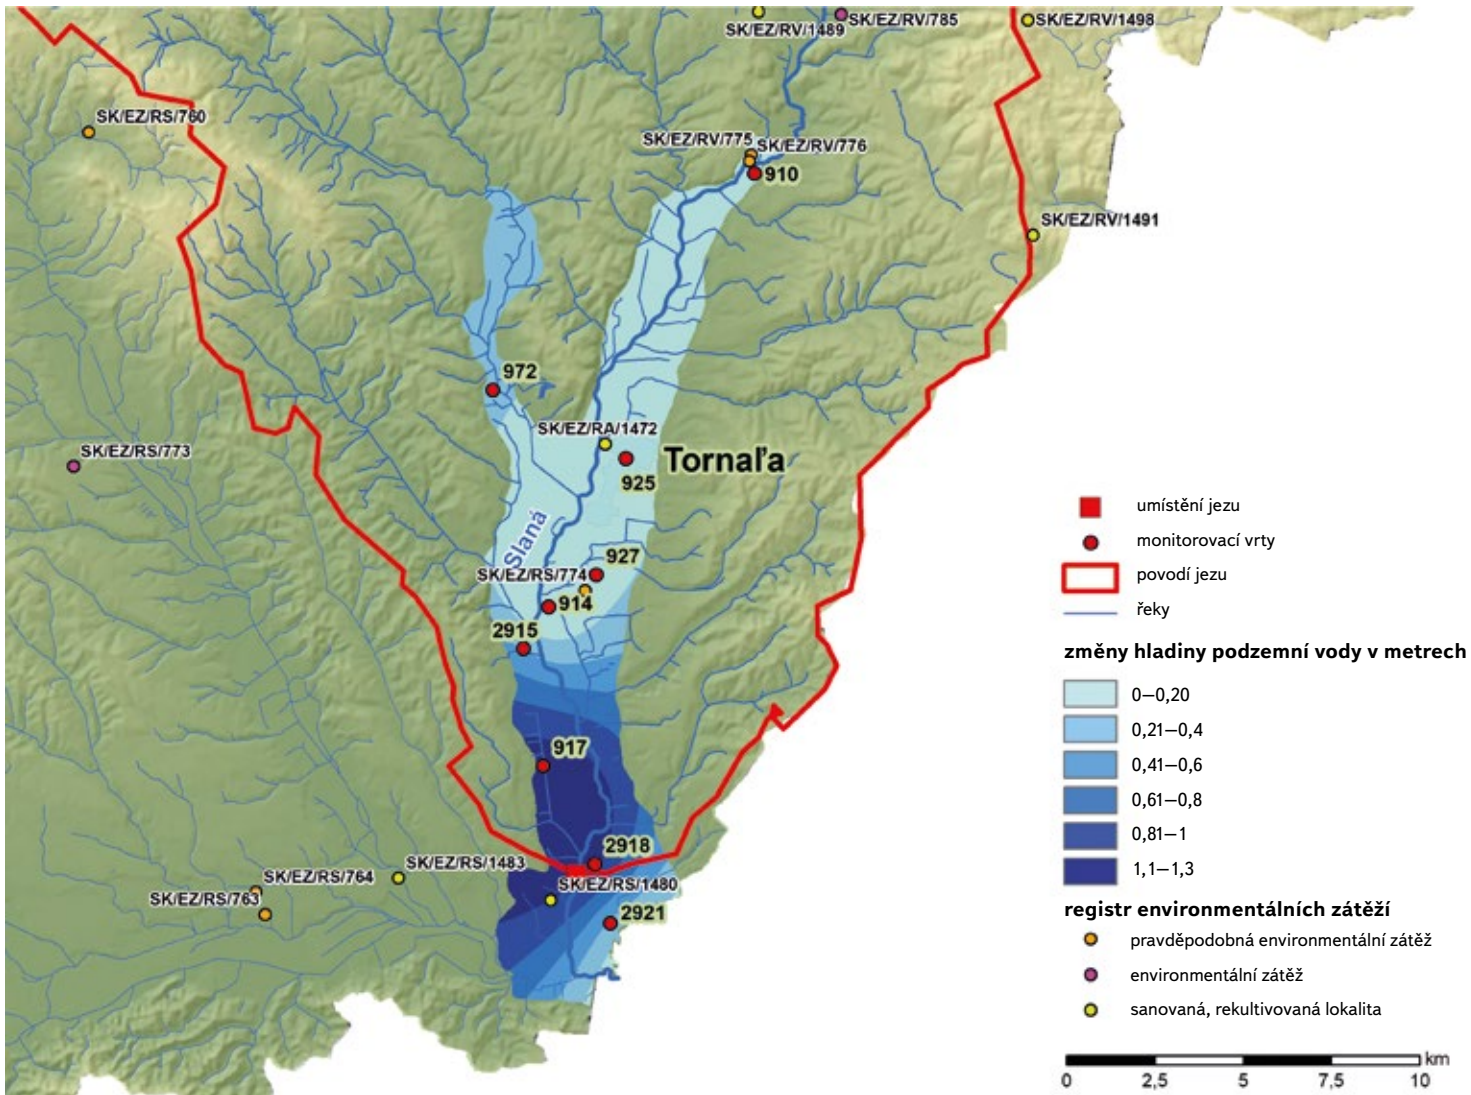 SK/EZ/RV/1489
SK/EZ/RV/785
SK/EZ/RV/1498
SK/EZ/RS/760
SK/EZ/RV/775
SK/EZ/RV/776
910
SK/EZ/RV/1491
972
SK/EZ/RA/1472
Tornaľa
925
SK/EZ/RS/773
Slaná
927
SK/EZ/RS/774
914
2915
917
2918
SK/EZ/RS/1483
SK/EZ/RS/764
SK/EZ/RS/1480
SK/EZ/RS/763
2921
umístění jezu
monitorovací vrty
povodí jezu
řeky
změny hladiny podzemní vody v metrech
0–0,20
0,21–0,4
0,41–0,6
0,61–0,8
0,81–1
1,1–1,3
registr environmentálních zátěží
pravděpodobná environmentální zátěž
environmentální zátěž
sanovaná, rekultivovaná lokalita
km
0 2,5 5 7,5 10